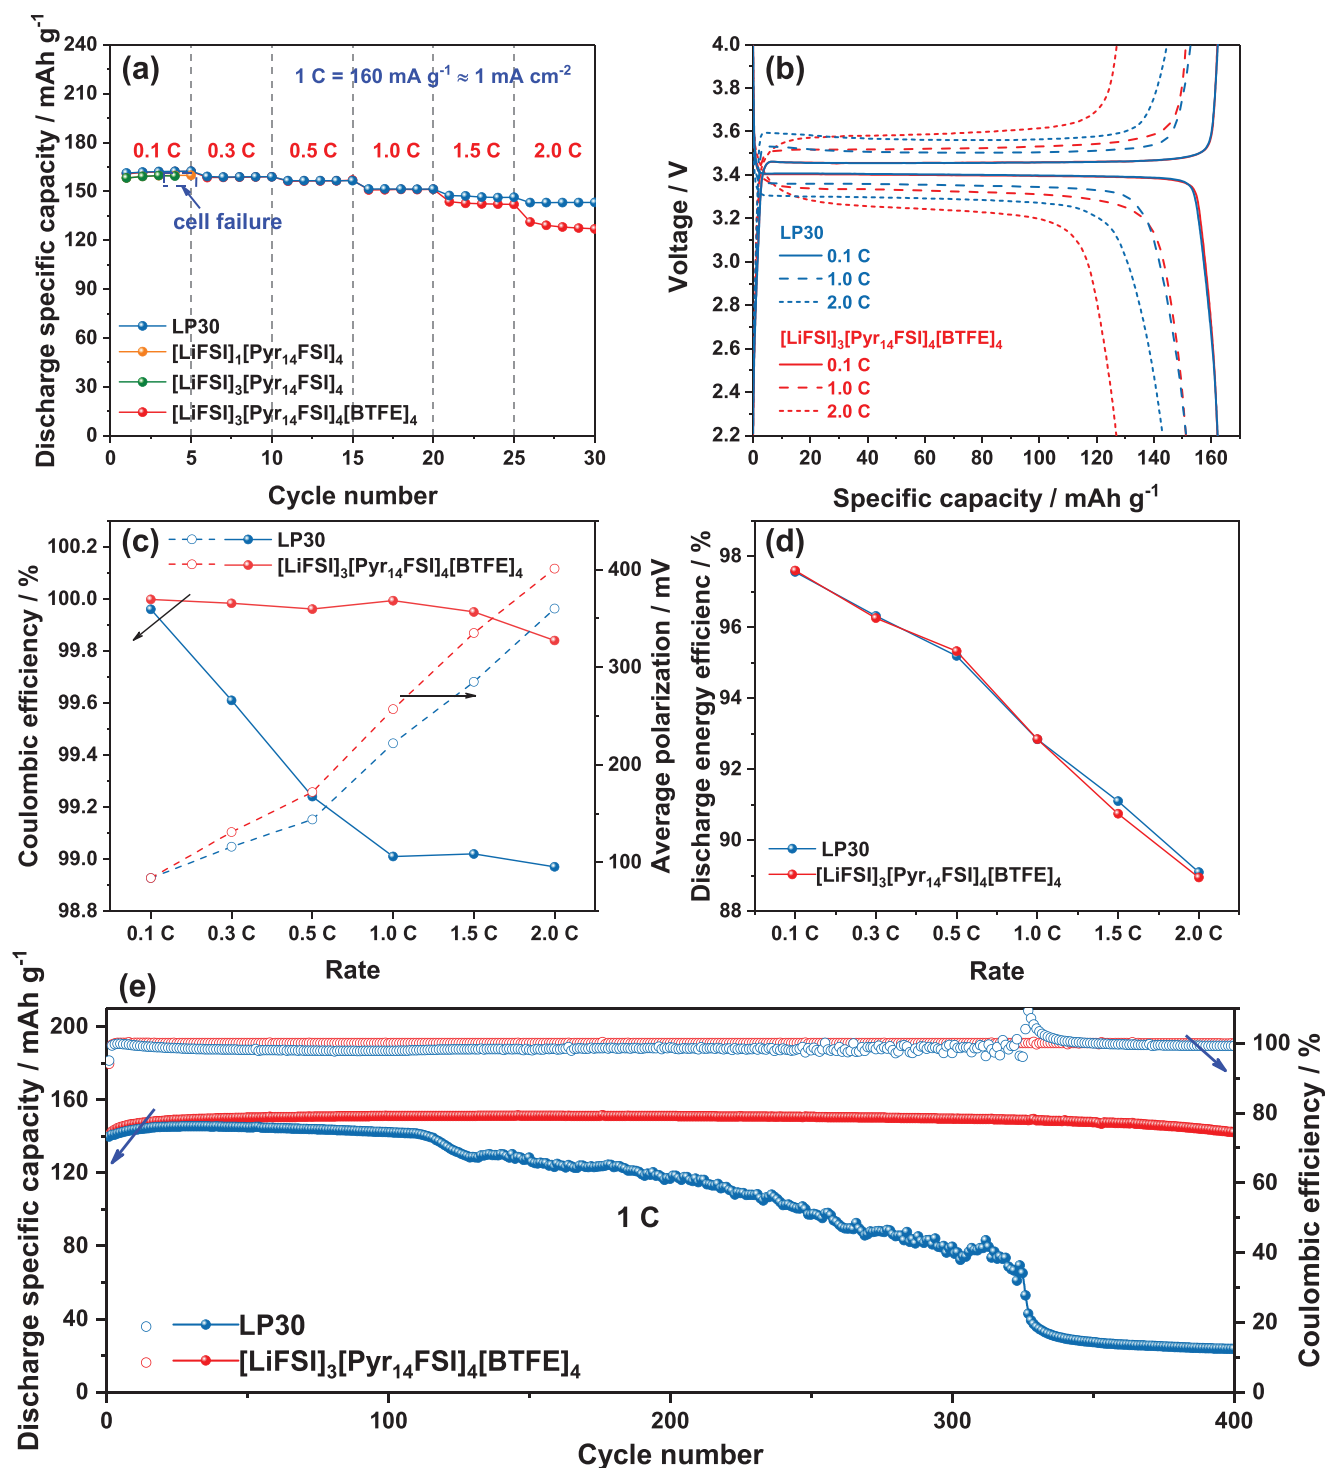 (a)
1 C = 160 mA g⁻¹ ≈ 1 mA cm⁻²
0.1 C 0.3 C 0.5 C 1.0 C 1.5 C 2.0 C
cell failure
LP30
[LiFSI]₁[Pyr₁₄FSI]₄
[LiFSI]₃[Pyr₁₄FSI]₄
[LiFSI]₃[Pyr₁₄FSI]₄[BTFE]₄
240
210
180
150
120
90
60
30
0
0 5 10 15 20 25 30
Discharge specific capacity / mAh g⁻¹
Cycle number
(b)
4.0
3.8
3.6
3.4
3.2
3.0
2.8
2.6
2.4
2.2
LP30
0.1 C
1.0 C
2.0 C
[LiFSI]₃[Pyr₁₄FSI]₄[BTFE]₄
0.1 C
1.0 C
2.0 C
0 20 40 60 80 100 120 140 160
Voltage / V
Specific capacity / mAh g⁻¹
(c)
LP30
[LiFSI]₃[Pyr₁₄FSI]₄[BTFE]₄
100.2
100.0
99.8
99.6
99.4
99.2
99.0
98.8
400
300
200
100
0.1 C 0.3 C 0.5 C 1.0 C 1.5 C 2.0 C
Coulombic efficiency / %
Average polarization / mV
Rate
(d)
98
96
94
92
90
88
LP30
[LiFSI]₃[Pyr₁₄FSI]₄[BTFE]₄
0.1 C 0.3 C 0.5 C 1.0 C 1.5 C 2.0 C
Discharge energy efficienc / %
Rate
(e)
200
160
120
80
40
0
100
80
60
40
20
0
1 C
LP30
[LiFSI]₃[Pyr₁₄FSI]₄[BTFE]₄
0 100 200 300 400
Discharge specific capacity / mAh g⁻¹
Coulombic efficiency / %
Cycle number